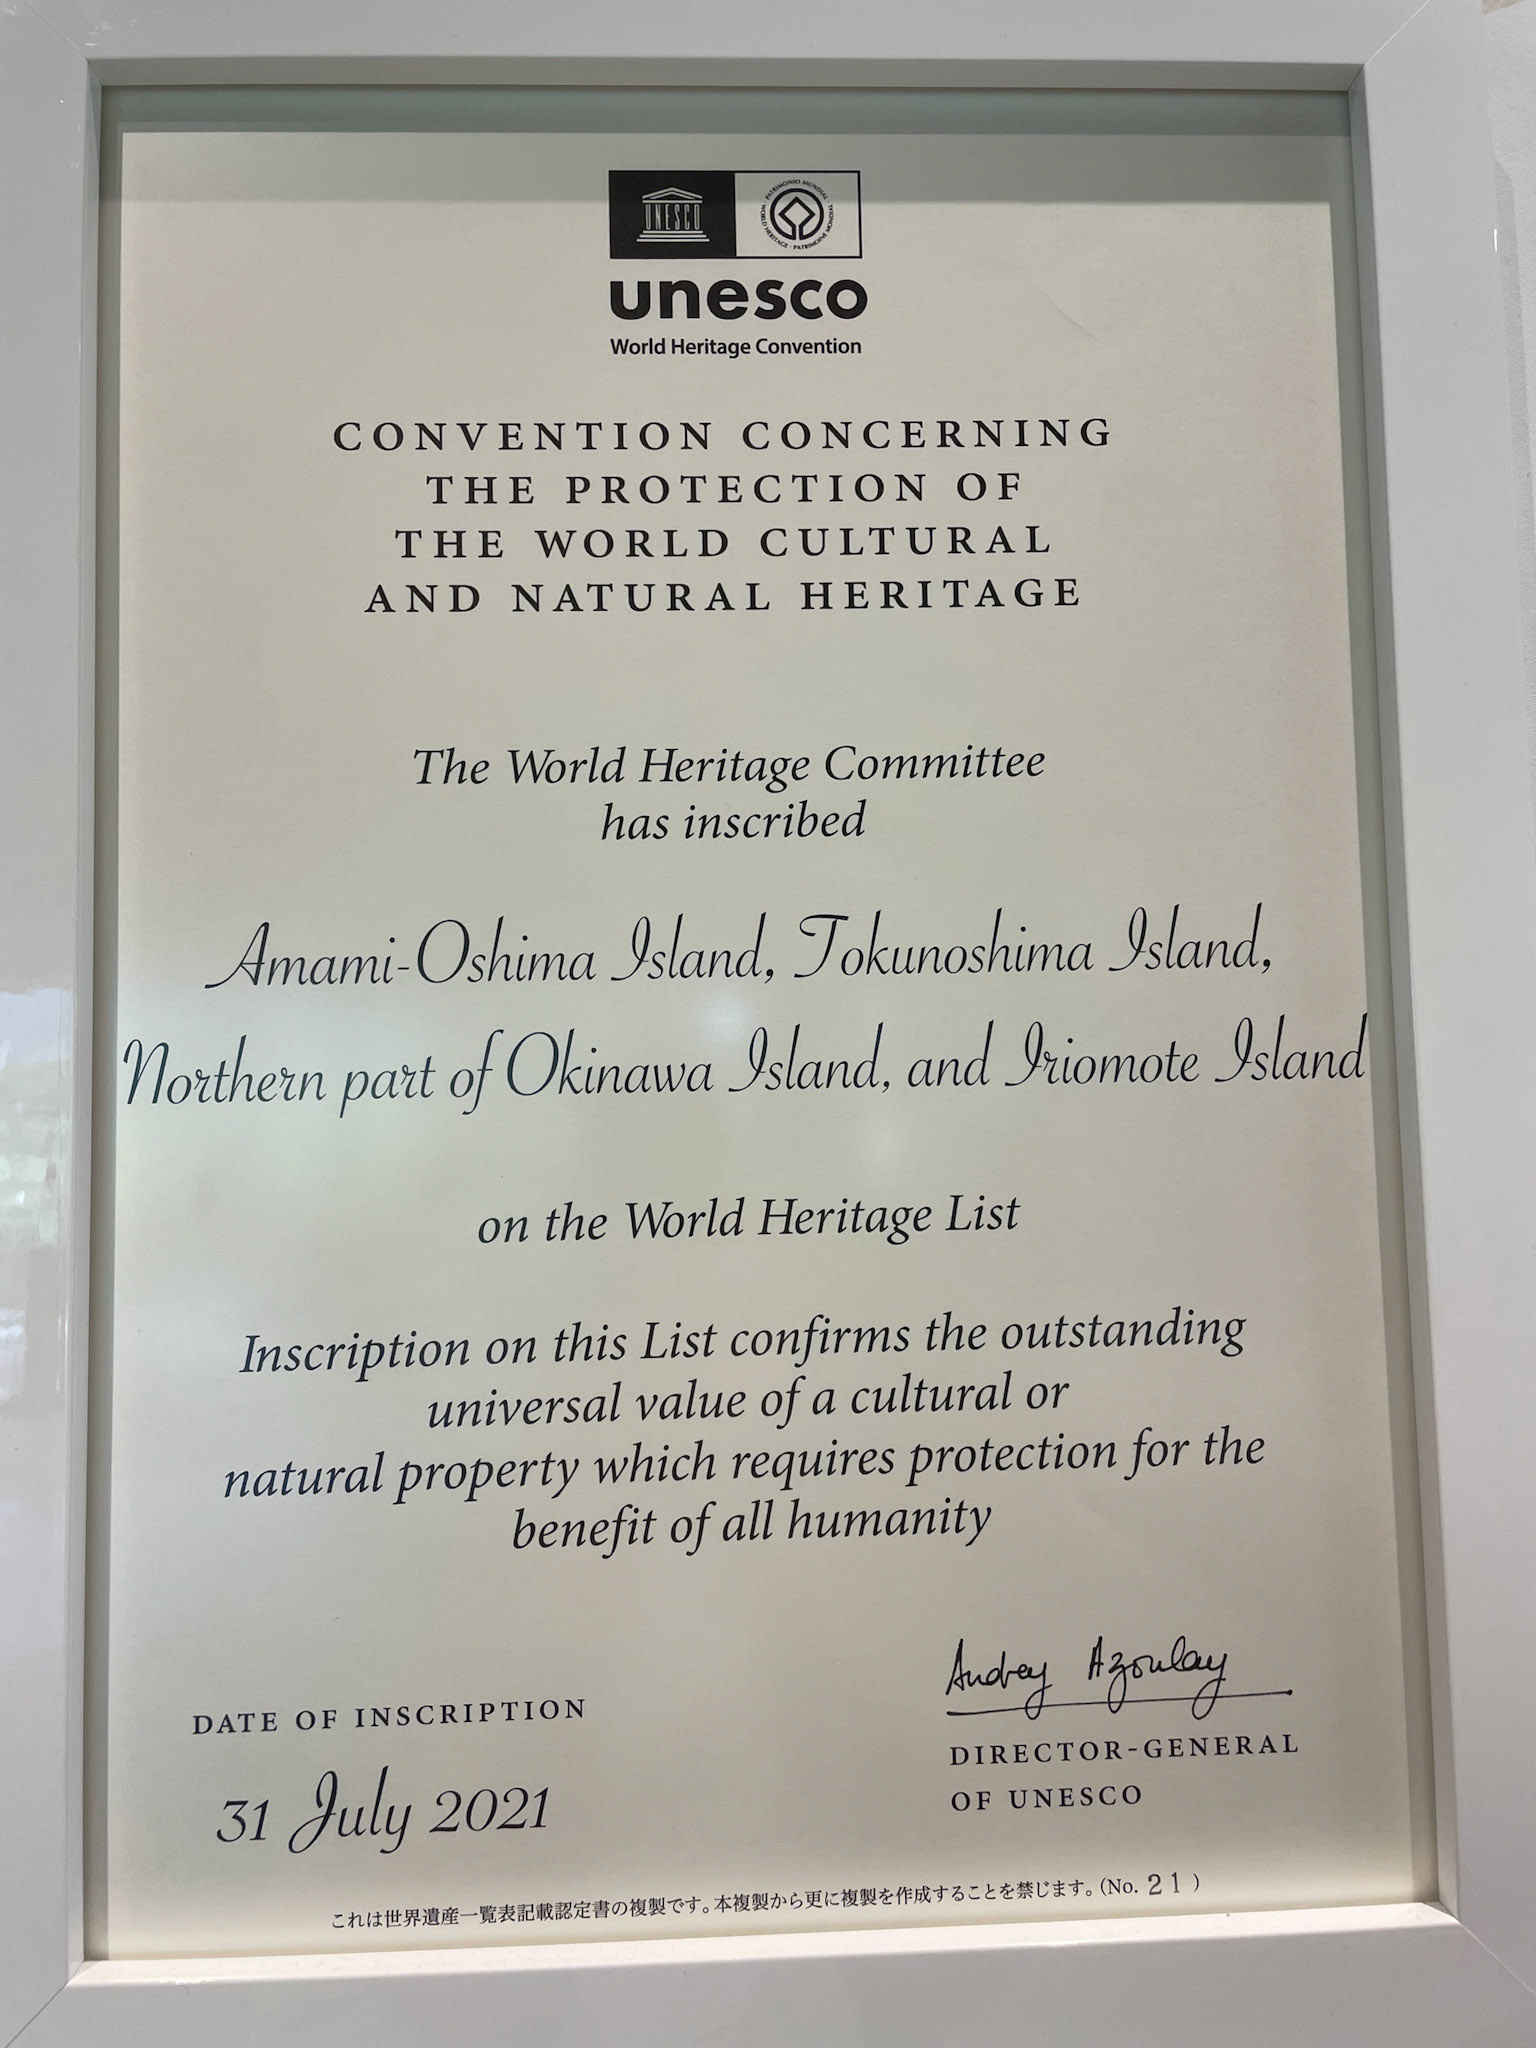 UNESCO
PATRIMONIO MUNDIAL · WORLD HERITAGE · PATRIMOINE MONDIAL
unesco
World Heritage Convention
CONVENTION CONCERNING
THE PROTECTION OF
THE WORLD CULTURAL
AND NATURAL HERITAGE
The World Heritage Committee
has inscribed
Amami-Oshima Island, Tokunoshima Island,
Northern part of Okinawa Island, and Iriomote Island
on the World Heritage List
Inscription on this List confirms the outstanding
universal value of a cultural or
natural property which requires protection for the
benefit of all humanity
Audrey Azoulay
DATE OF INSCRIPTION
DIRECTOR-GENERAL
OF UNESCO
31 July 2021
これは世界遺産一覧表記載認定書の複製です。本複製から更に複製を作成することを禁じます。(No. 21 )